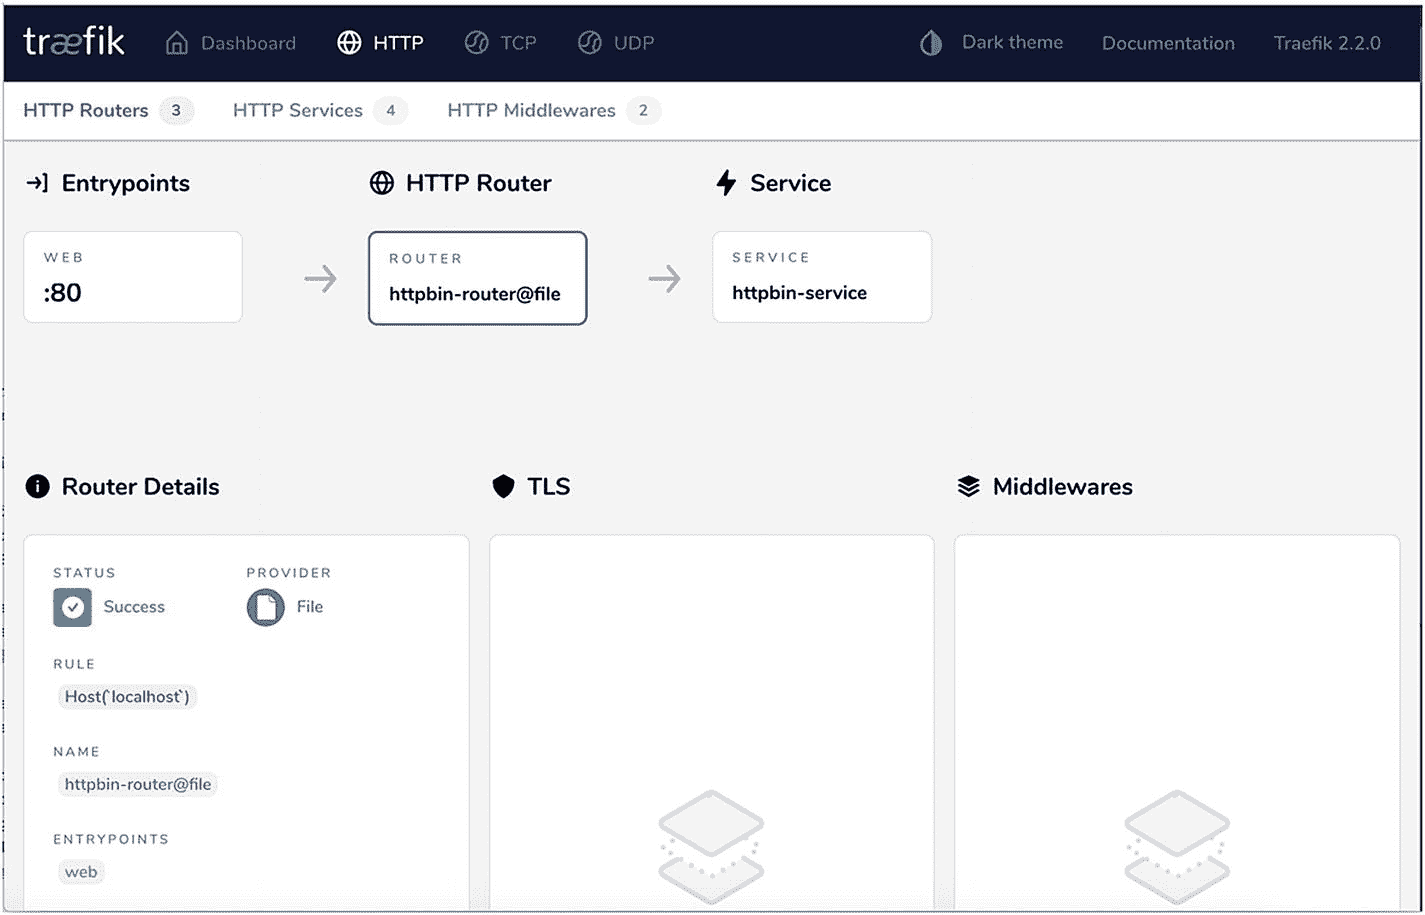 træfik Dashboard HTTP TCP UDP Dark theme Documentation Traefik 2.2.0
HTTP Routers 3 HTTP Services 4 HTTP Middlewares 2
Entrypoints HTTP Router Service
WEB ROUTER SERVICE
:80 httpbin-router@file httpbin-service
Router Details TLS Middlewares
STATUS PROVIDER
Success File
RULE
Host(`localhost`)
NAME
httpbin-router@file
ENTRYPOINTS
web